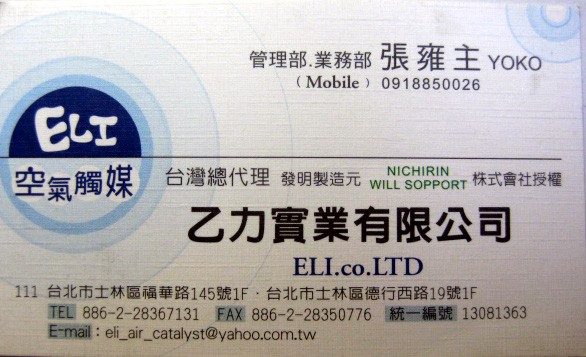 管理部.業務部 張雍主 YOKO
（Mobile）0918850026
ELI
空氣觸媒
台灣總代理 發明製造元 NICHIRIN WILL SOPPORT 株式會社授權
乙力實業有限公司
ELI.co.LTD
111 台北市士林區福華路145號1F · 台北市士林區德行西路19號1F
TEL 886-2-28367131 FAX 886-2-28350776 統一編號 13081363
E-mail：eli_air_catalyst@yahoo.com.tw